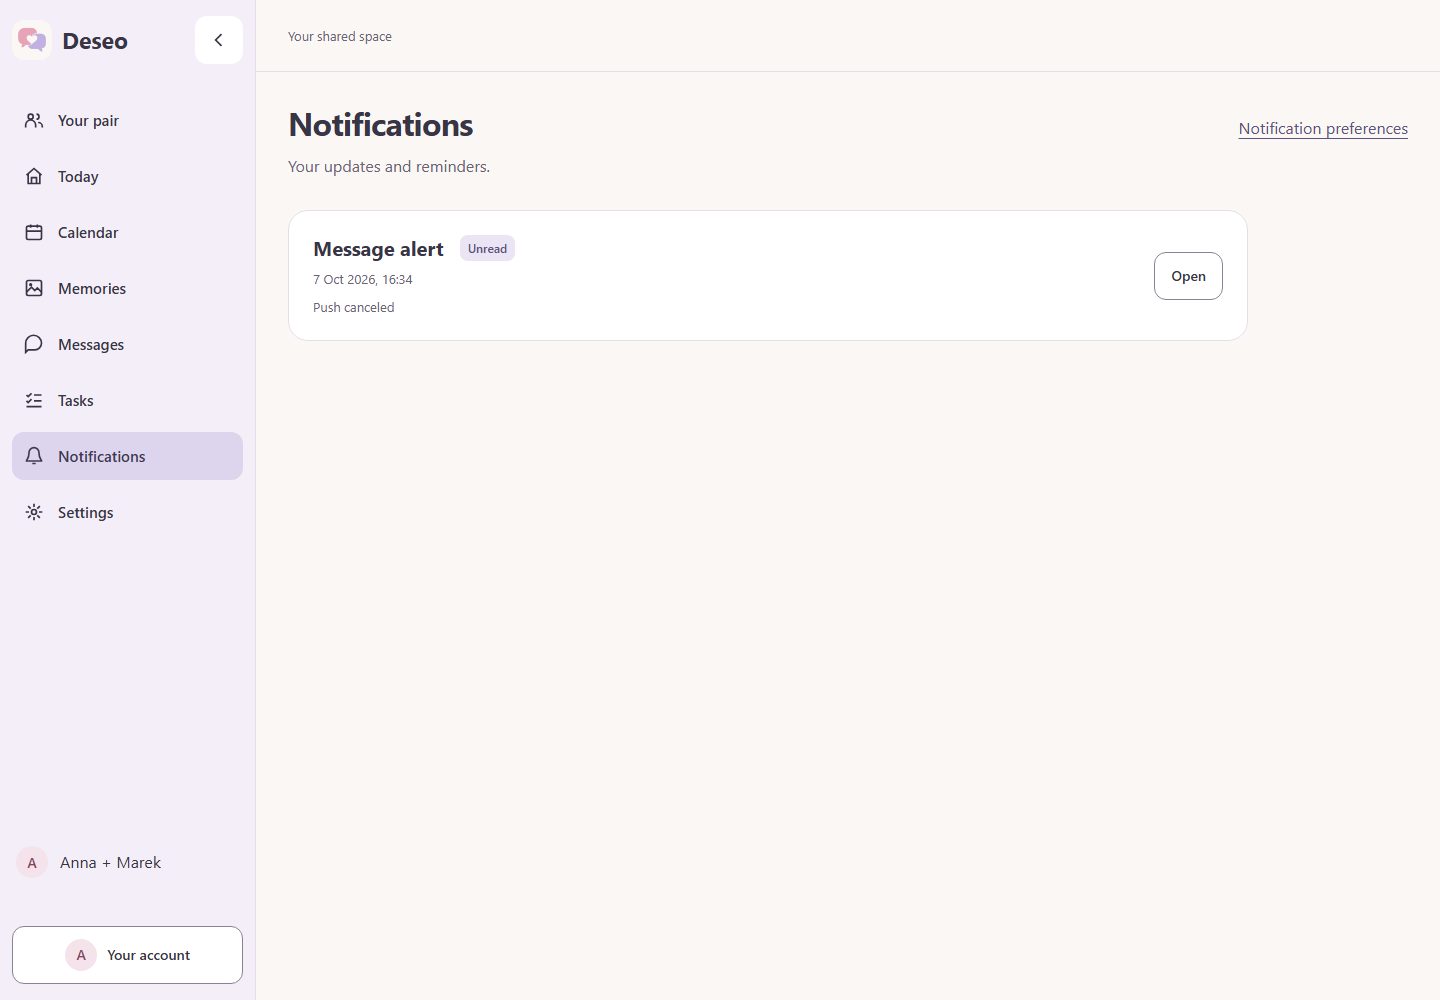 Deseo
Your pair
Today
Calendar
Memories
Messages
Tasks
Notifications
Settings
A
Anna + Marek
A
Your account
Your shared space
Notifications
Notification preferences
Your updates and reminders.
Message alert
Unread
7 Oct 2026, 16:34
Push canceled
Open